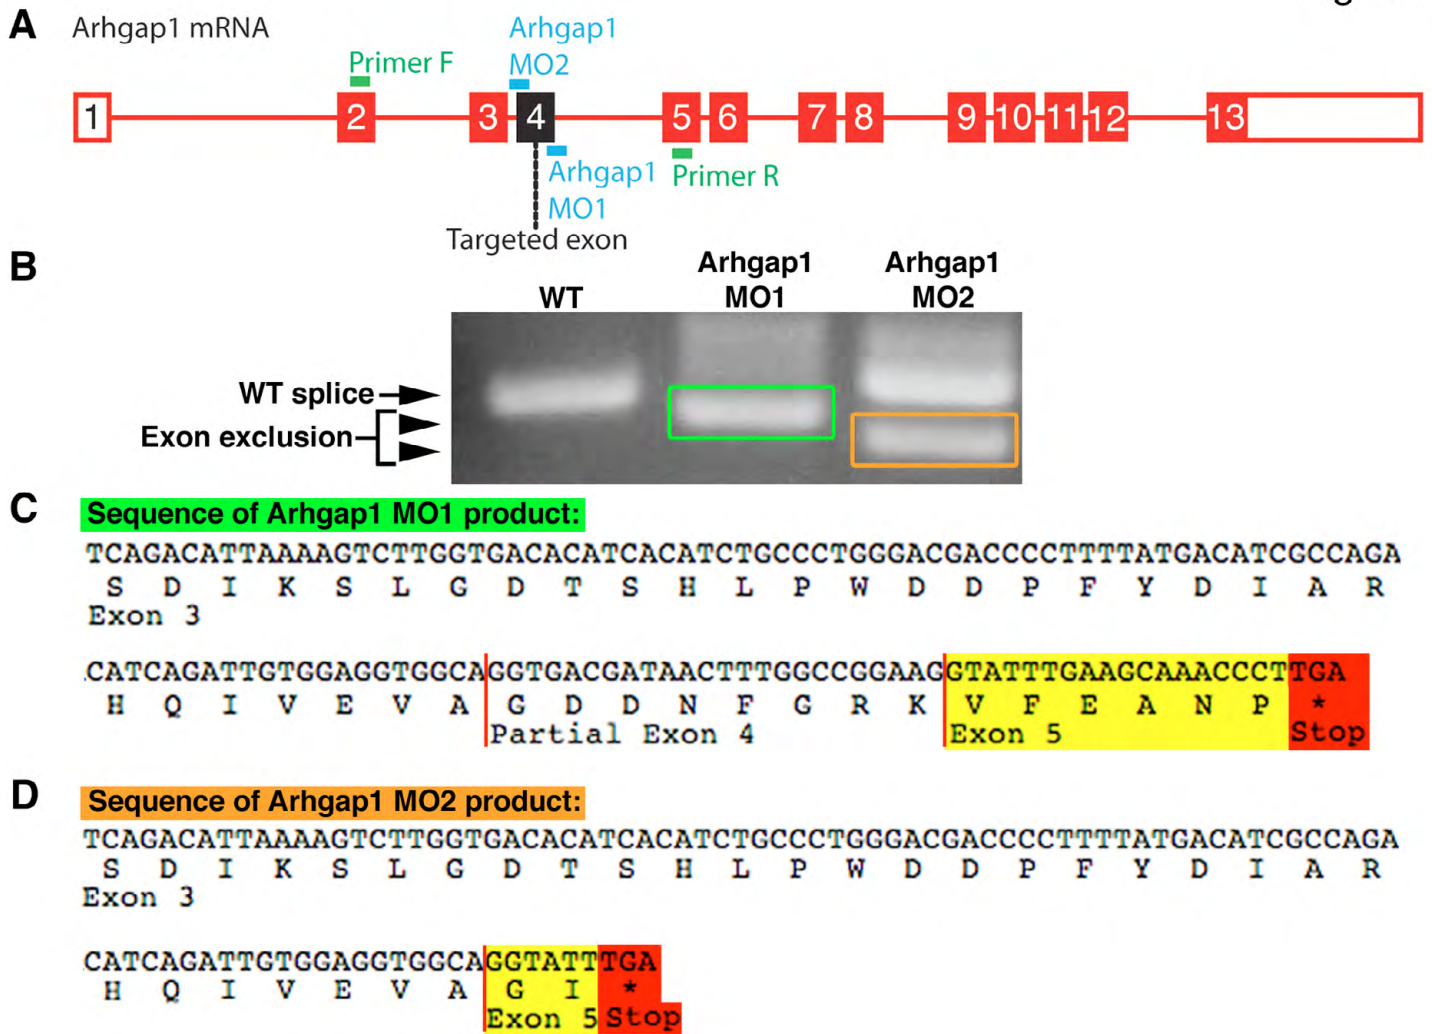 A
Arhgap1 mRNA
Primer F
Arhgap1
MO2
1 2 3 4 5 6 7 8 9 10 11 12 13
Arhgap1
MO1
Primer R
Targeted exon
B
WT
Arhgap1
MO1
Arhgap1
MO2
WT splice
Exon exclusion
C
Sequence of Arhgap1 MO1 product:
TCAGACATTAAAAGTCTTGGTGACACATCACATCTGCCCTGGGACGACCCCTTTTATGACATCGCCAGA
S D I K S L G D T S H L P W D D P F Y D I A R
Exon 3
CATCAGATTGTGGAGGTGGCAGGTGACGATAACTTTGGCCGGAAGGTATTTGAAGCAAACCCTTGA
H Q I V E V A G D D N F G R K V F E A N P *
Partial Exon 4 Exon 5 Stop
D
Sequence of Arhgap1 MO2 product:
TCAGACATTAAAAGTCTTGGTGACACATCACATCTGCCCTGGGACGACCCCTTTTATGACATCGCCAGA
S D I K S L G D T S H L P W D D P F Y D I A R
Exon 3
CATCAGATTGTGGAGGTGGCAGGTATTTGA
H Q I V E V A G I *
Exon 5 Stop